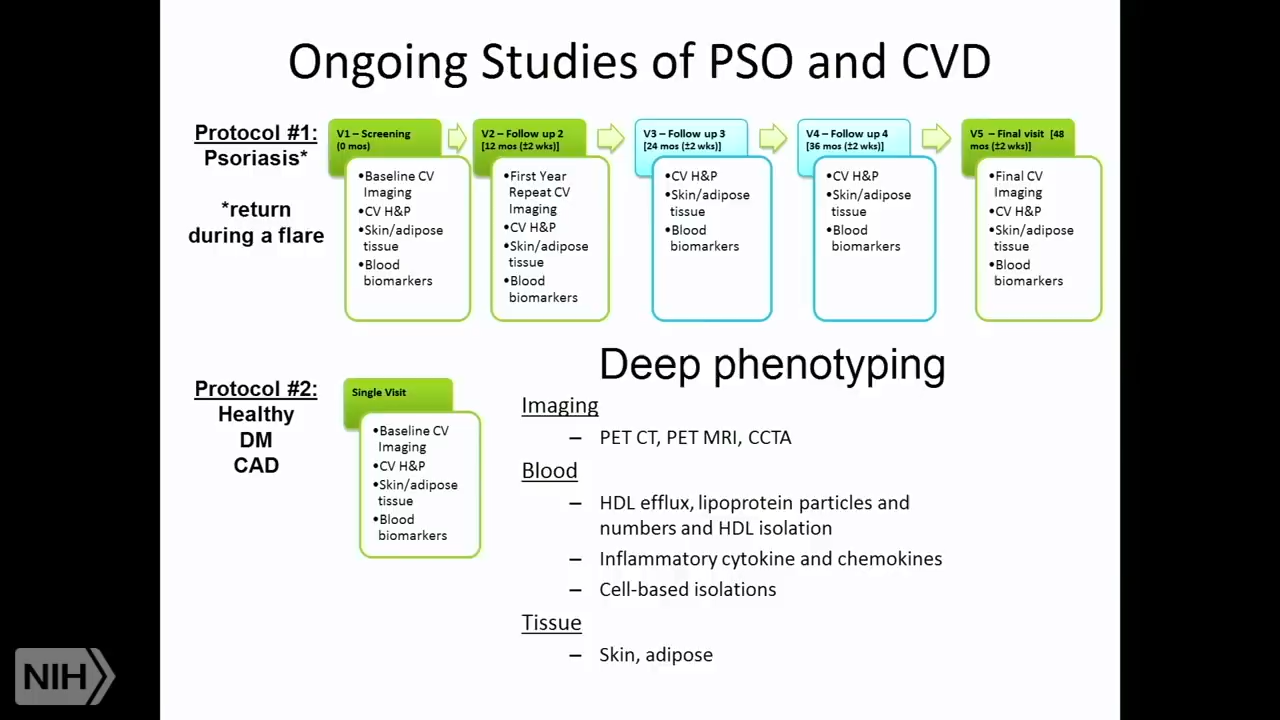 Ongoing Studies of PSO and CVD
Protocol #1:
Psoriasis*
*return
during a flare
V1 – Screening
(0 mos)
•Baseline CV
Imaging
•CV H&P
•Skin/adipose
tissue
•Blood
biomarkers
V2 – Follow up 2
[12 mos (±2 wks)]
•First Year
Repeat CV
Imaging
•CV H&P
•Skin/adipose
tissue
•Blood
biomarkers
V3 – Follow up 3
[24 mos (±2 wks)]
•CV H&P
•Skin/adipose
tissue
•Blood
biomarkers
V4 – Follow up 4
[36 mos (±2 wks)]
•CV H&P
•Skin/adipose
tissue
•Blood
biomarkers
V5 – Final visit [48
mos (±2 wks)]
•Final CV
Imaging
•CV H&P
•Skin/adipose
tissue
•Blood
biomarkers
Protocol #2:
Healthy
DM
CAD
Single Visit
•Baseline CV
Imaging
•CV H&P
•Skin/adipose
tissue
•Blood
biomarkers
Deep phenotyping
Imaging
– PET CT, PET MRI, CCTA
Blood
– HDL efflux, lipoprotein particles and
numbers and HDL isolation
– Inflammatory cytokine and chemokines
– Cell-based isolations
Tissue
– Skin, adipose
NIH